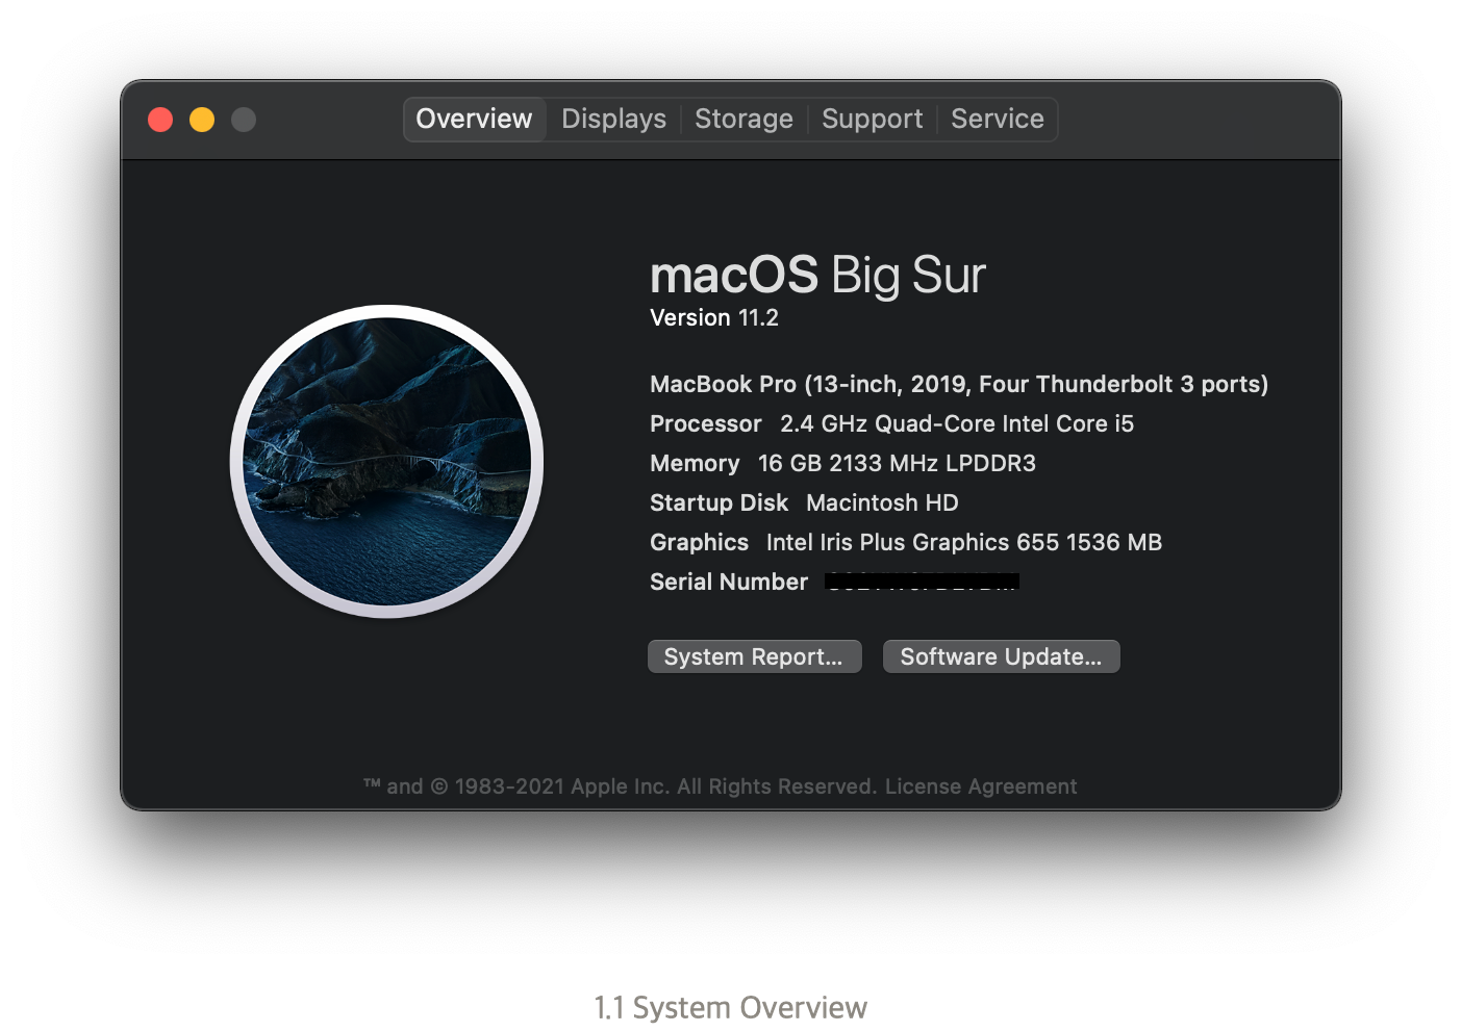 Overview Displays Storage Support Service
macOS Big Sur
Version 11.2
MacBook Pro (13-inch, 2019, Four Thunderbolt 3 ports)
Processor 2.4 GHz Quad-Core Intel Core i5
Memory 16 GB 2133 MHz LPDDR3
Startup Disk Macintosh HD
Graphics Intel Iris Plus Graphics 655 1536 MB
Serial Number
System Report... Software Update...
™ and © 1983-2021 Apple Inc. All Rights Reserved. License Agreement
1.1 System Overview